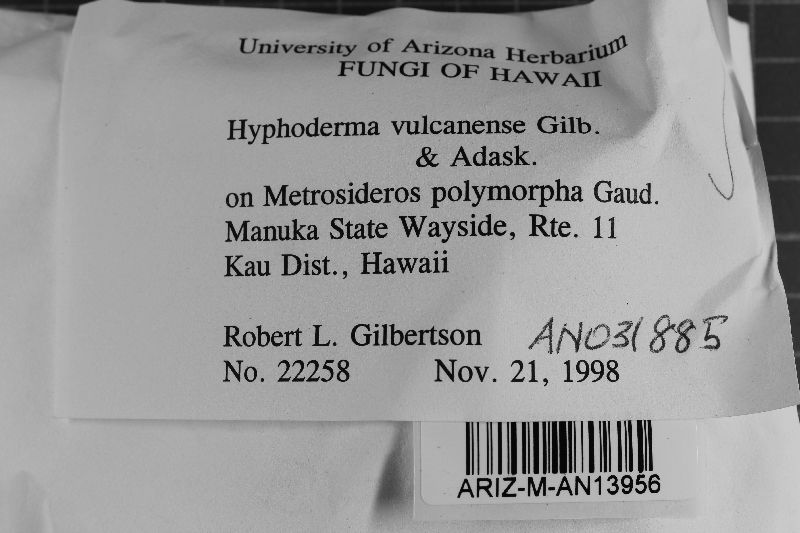 University of Arizona Herbarium
FUNGI OF HAWAII
Hyphoderma vulcanense Gilb.
& Adask.
on Metrosideros polymorpha Gaud.
Manuka State Wayside, Rte. 11
Kau Dist., Hawaii
Robert L. Gilbertson AN031885
No. 22258 Nov. 21, 1998
ARIZ-M-AN13956